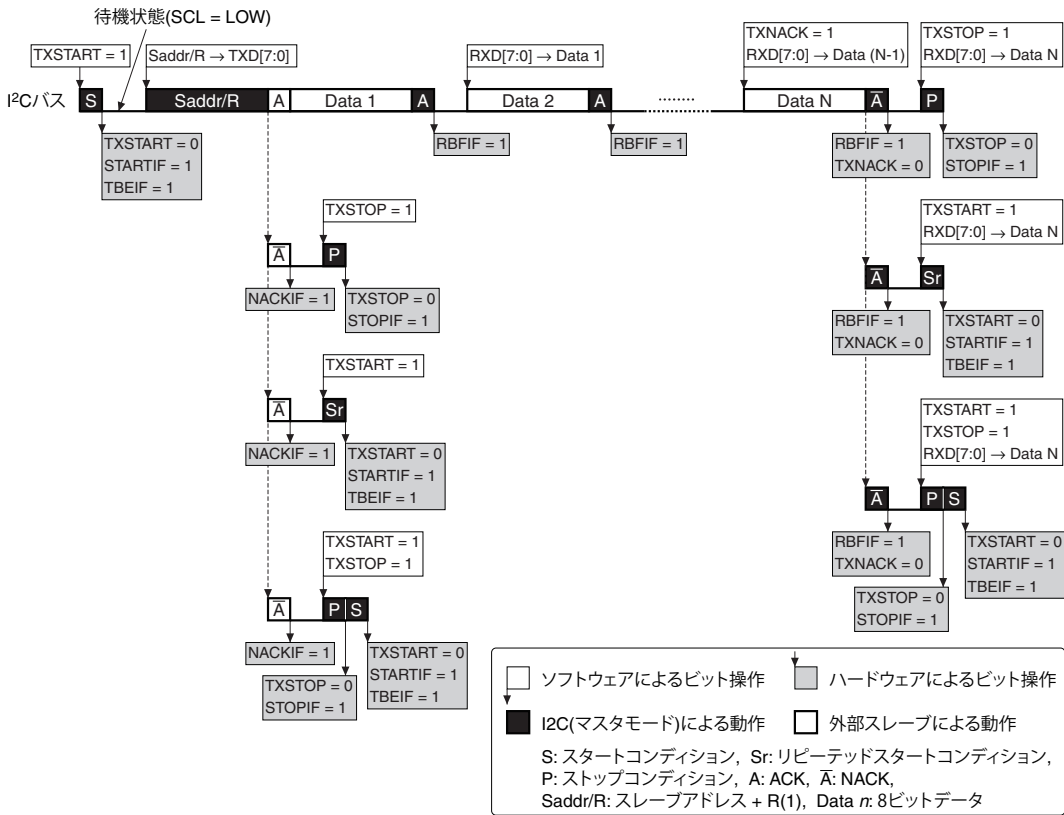 待機状態(SCL = LOW)
TXSTART = 1
Saddr/R → TXD[7:0]
RXD[7:0] → Data 1
TXNACK = 1
RXD[7:0] → Data (N-1)
TXSTOP = 1
RXD[7:0] → Data N
I²Cバス
S
Saddr/R
A
Data 1
A
Data 2
A
........
Data N
A̅
P
TXSTART = 0
STARTIF = 1
TBEIF = 1
RBFIF = 1
RBFIF = 1
RBFIF = 1
TXNACK = 0
TXSTOP = 0
STOPIF = 1
TXSTOP = 1
A̅
P
NACKIF = 1
TXSTOP = 0
STOPIF = 1
TXSTART = 1
RXD[7:0] → Data N
A̅
Sr
RBFIF = 1
TXNACK = 0
TXSTART = 0
STARTIF = 1
TBEIF = 1
TXSTART = 1
A̅
Sr
NACKIF = 1
TXSTART = 0
STARTIF = 1
TBEIF = 1
TXSTART = 1
TXSTOP = 1
RXD[7:0] → Data N
A̅
P
S
RBFIF = 1
TXNACK = 0
TXSTOP = 0
STOPIF = 1
TXSTART = 0
STARTIF = 1
TBEIF = 1
TXSTART = 1
TXSTOP = 1
A̅
P
S
NACKIF = 1
TXSTOP = 0
STOPIF = 1
TXSTART = 0
STARTIF = 1
TBEIF = 1
ソフトウェアによるビット操作
ハードウェアによるビット操作
I2C(マスタモード)による動作
外部スレーブによる動作
S: スタートコンディション, Sr: リピーテッドスタートコンディション,
P: ストップコンディション, A: ACK, A̅: NACK,
Saddr/R: スレーブアドレス + R(1), Data n: 8ビットデータ